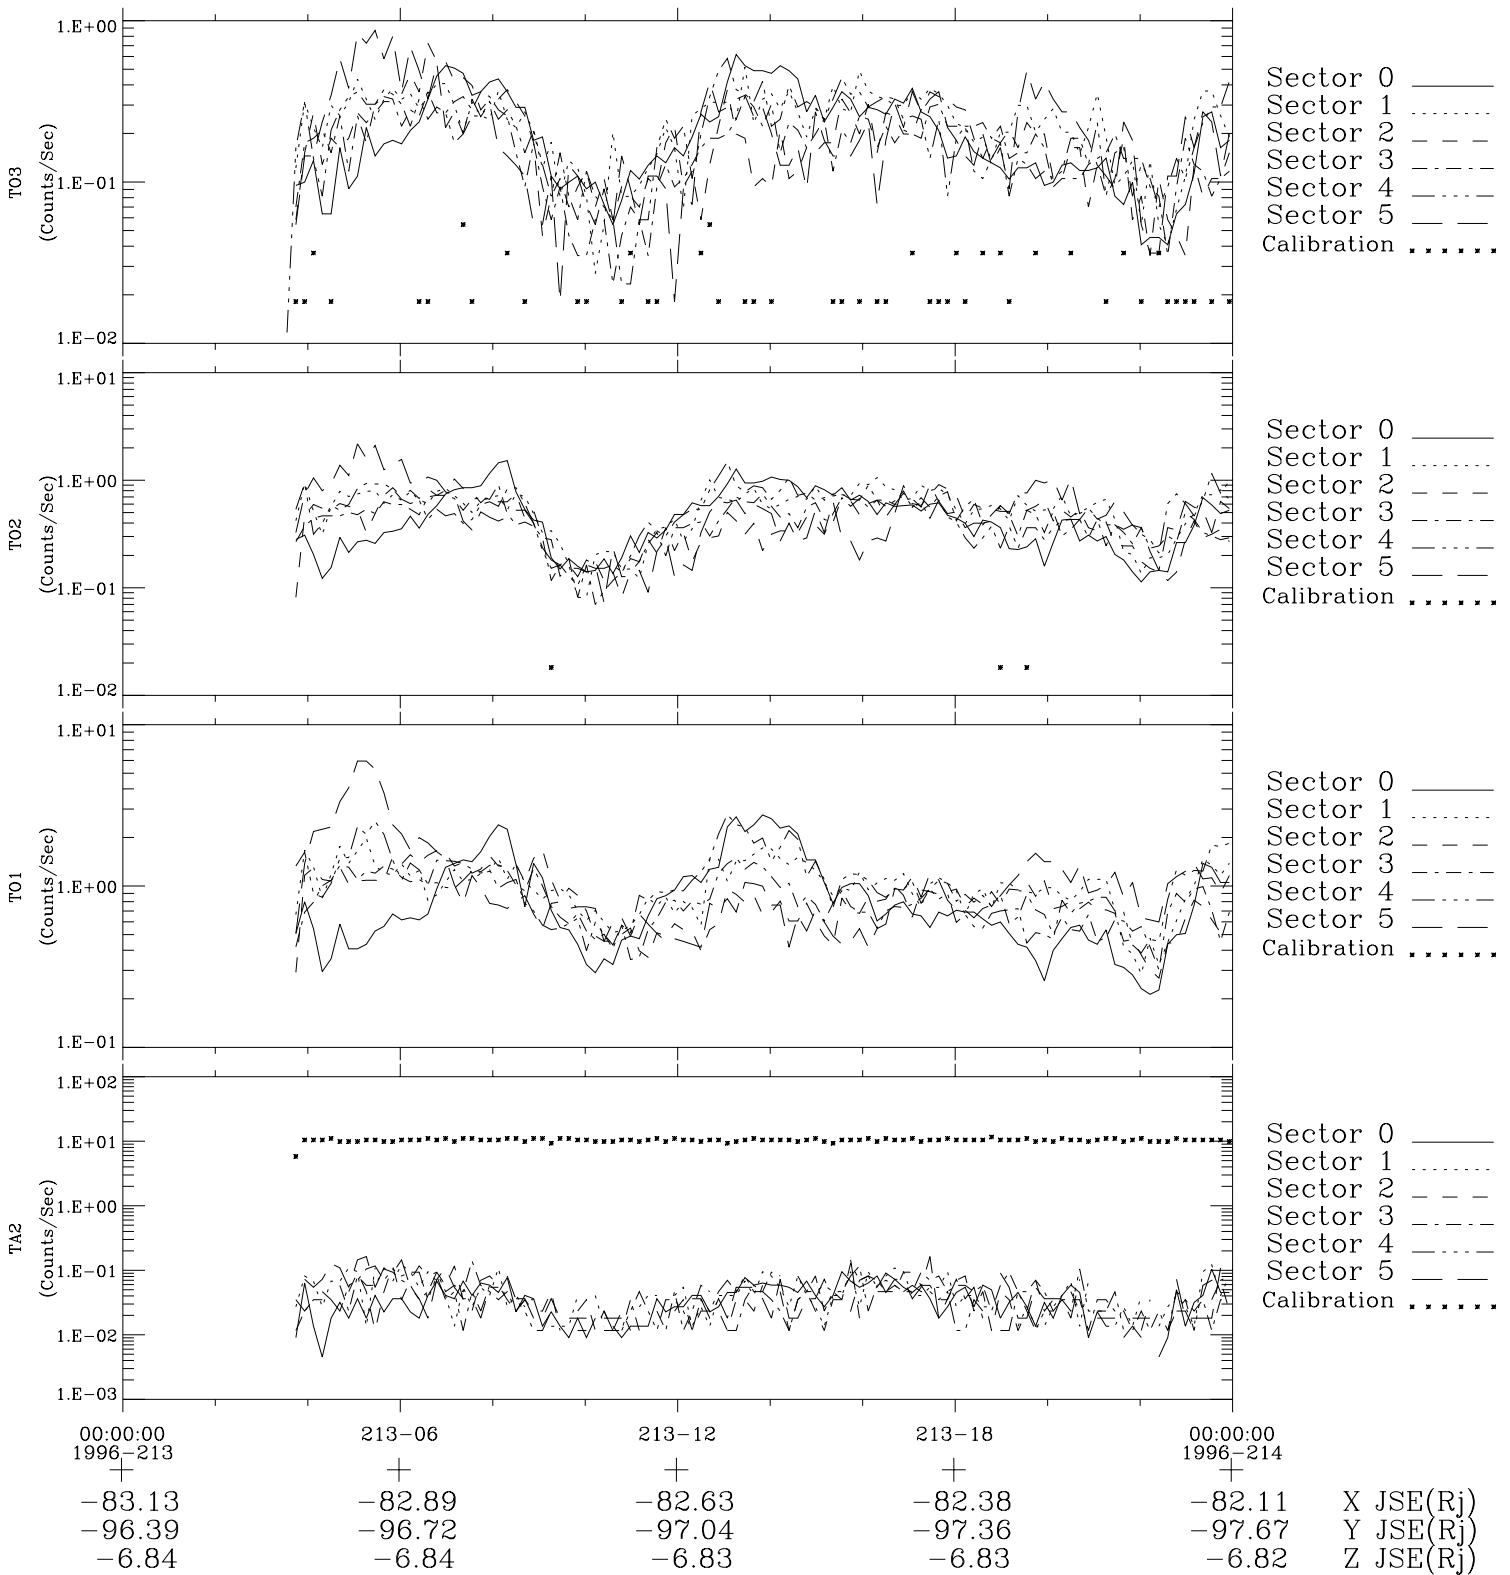 1.E+00
1.E-01
1.E-02
TO3
(Counts/Sec)
Sector 0
Sector 1
Sector 2
Sector 3
Sector 4
Sector 5
Calibration
1.E+01
1.E+00
1.E-01
1.E-02
TO2
(Counts/Sec)
Sector 0
Sector 1
Sector 2
Sector 3
Sector 4
Sector 5
Calibration
1.E+01
1.E+00
1.E-01
TO1
(Counts/Sec)
Sector 0
Sector 1
Sector 2
Sector 3
Sector 4
Sector 5
Calibration
1.E+02
1.E+01
1.E+00
1.E-01
1.E-02
1.E-03
TA2
(Counts/Sec)
Sector 0
Sector 1
Sector 2
Sector 3
Sector 4
Sector 5
Calibration
00:00:00 213-06 213-12 213-18 00:00:00
1996-213 1996-214
-83.13 -82.89 -82.63 -82.38 -82.11 X JSE(Rj)
-96.39 -96.72 -97.04 -97.36 -97.67 Y JSE(Rj)
-6.84 -6.84 -6.83 -6.83 -6.82 Z JSE(Rj)